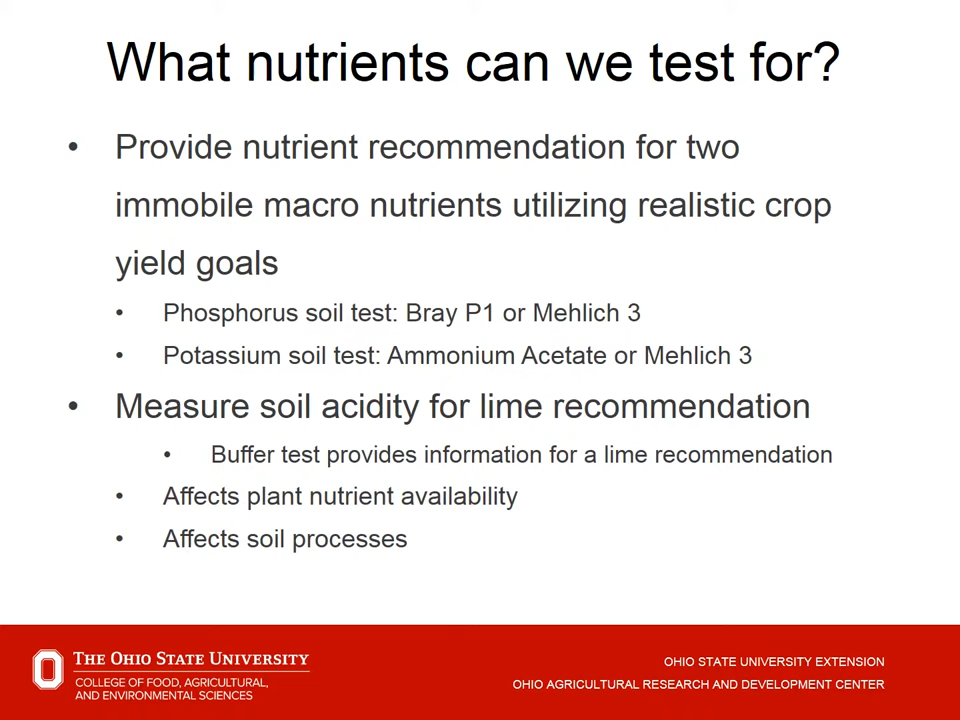 What nutrients can we test for?
• Provide nutrient recommendation for two
immobile macro nutrients utilizing realistic crop
yield goals
• Phosphorus soil test: Bray P1 or Mehlich 3
• Potassium soil test: Ammonium Acetate or Mehlich 3
• Measure soil acidity for lime recommendation
• Buffer test provides information for a lime recommendation
• Affects plant nutrient availability
• Affects soil processes
THE OHIO STATE UNIVERSITY
COLLEGE OF FOOD, AGRICULTURAL,
AND ENVIRONMENTAL SCIENCES
OHIO STATE UNIVERSITY EXTENSION
OHIO AGRICULTURAL RESEARCH AND DEVELOPMENT CENTER